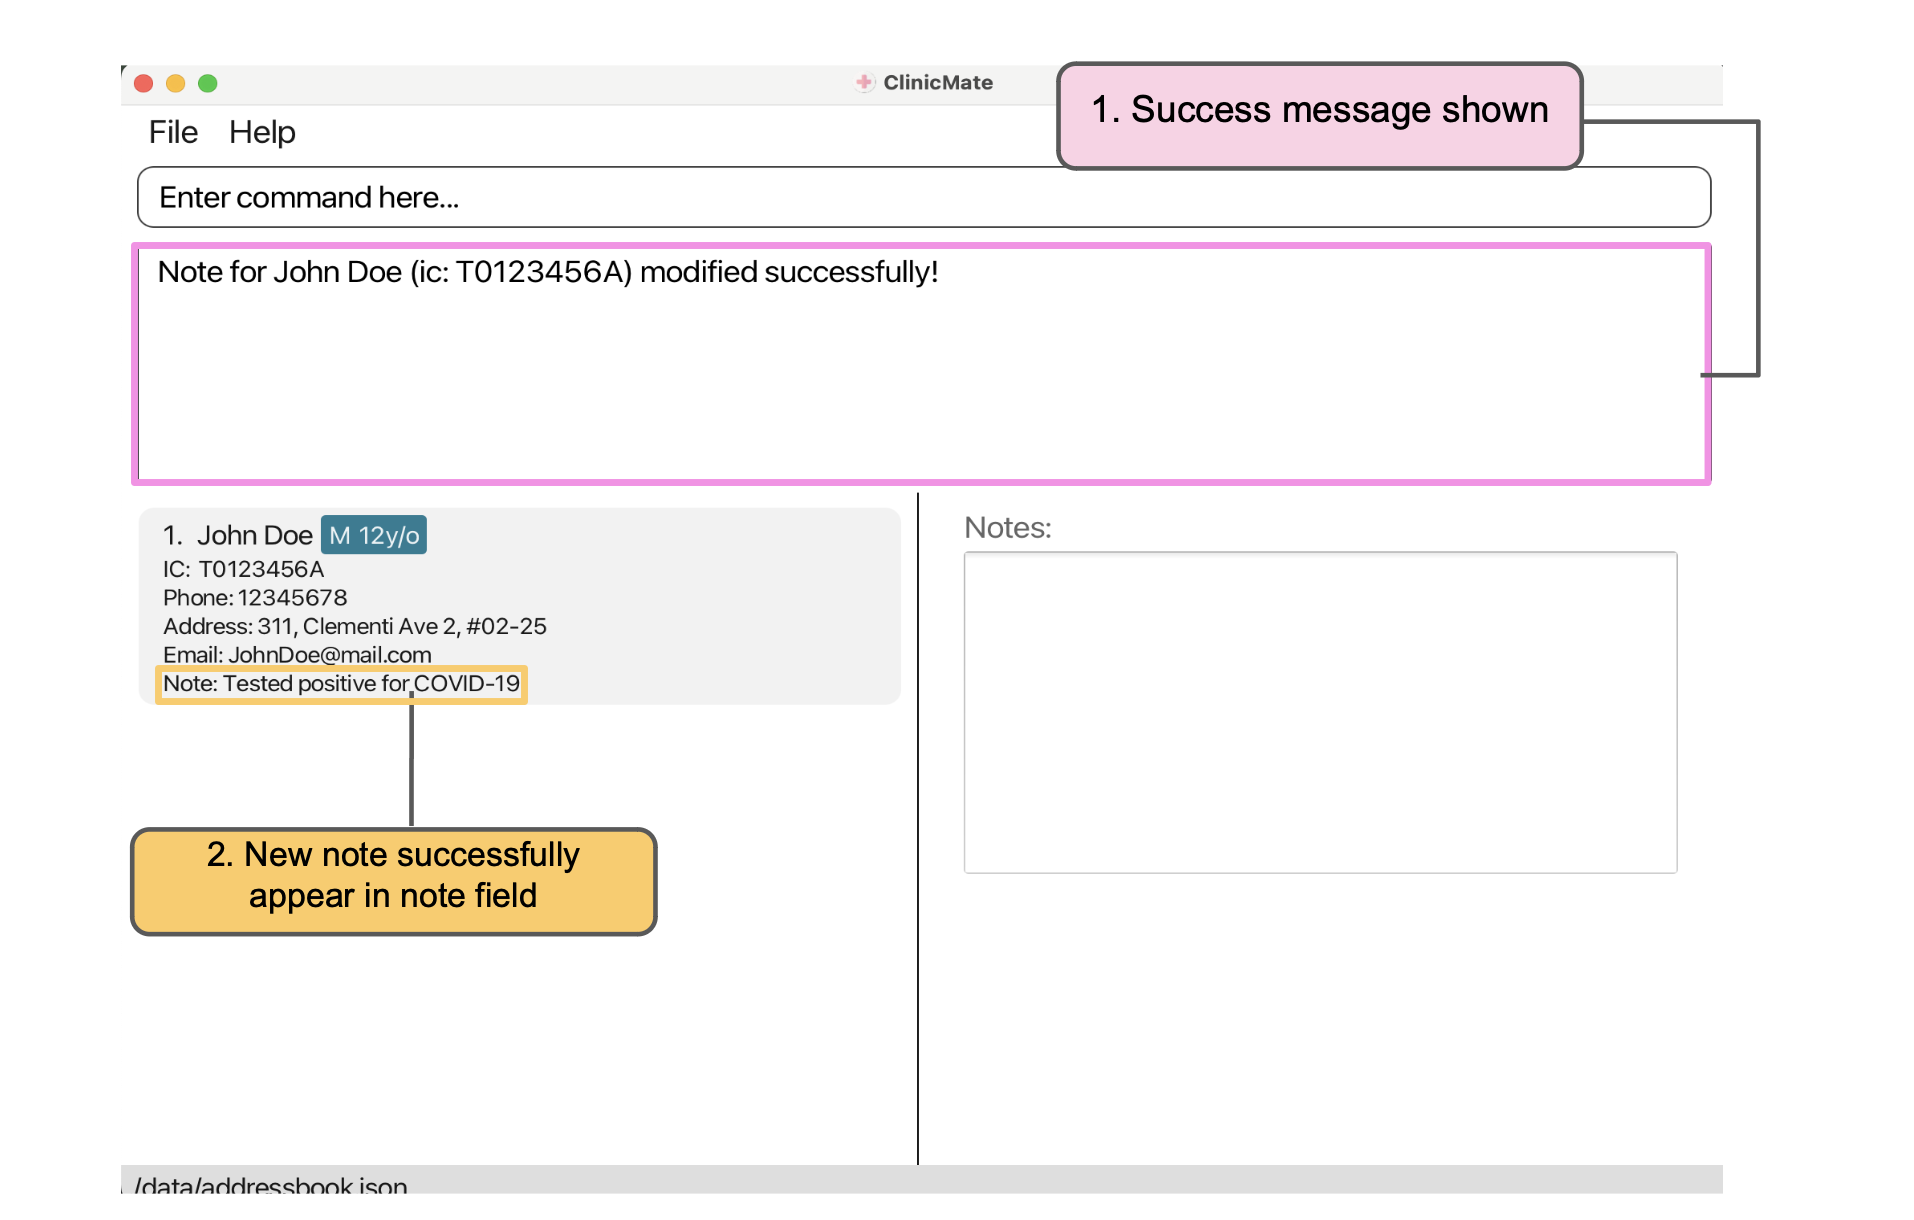 ClinicMate
1. Success message shown
File Help
Enter command here...
Note for John Doe (ic: T0123456A) modified successfully!
1. John Doe M 12y/o
IC: T0123456A
Phone: 12345678
Address: 311, Clementi Ave 2, #02-25
Email: JohnDoe@mail.com
Note: Tested positive for COVID-19
2. New note successfully
appear in note field
Notes:
/data/addressbook.json